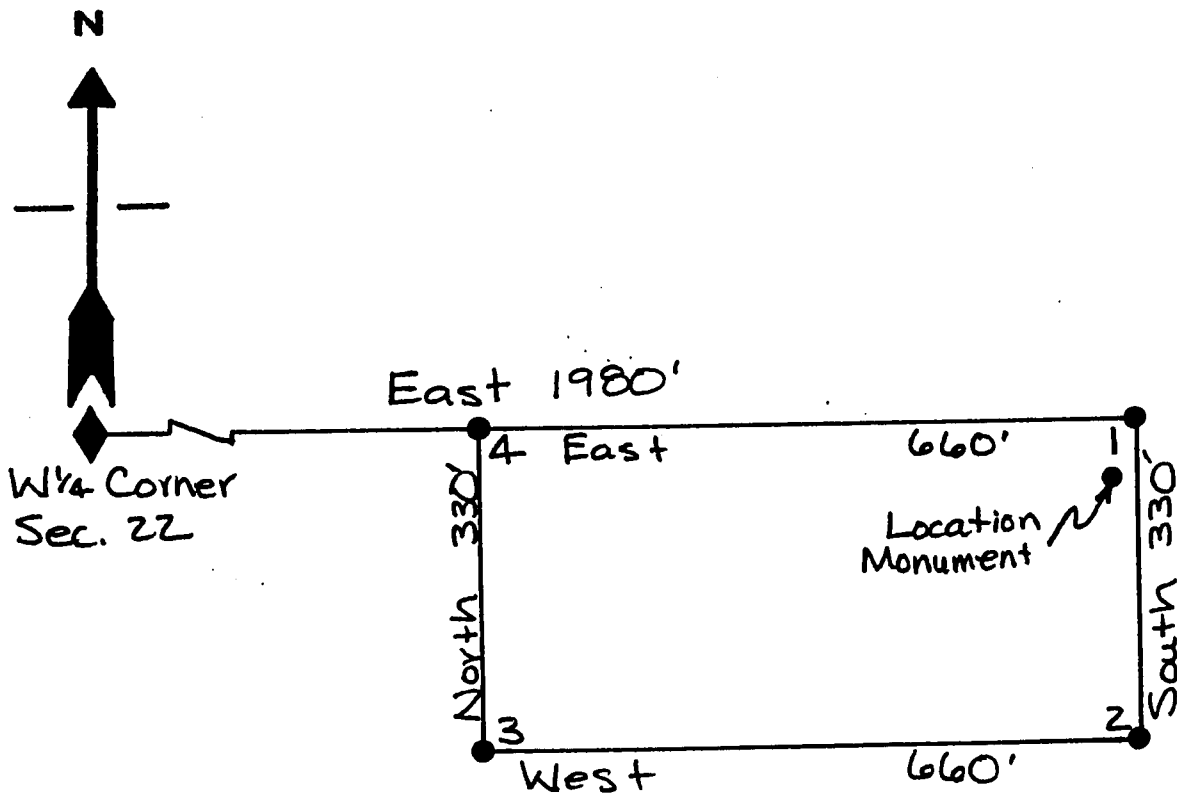 N
East 1980'
4 East 660' 1
W 1/4 Corner
Sec. 22
North 330'
Location
Monument
South 330'
3
2
West 660'